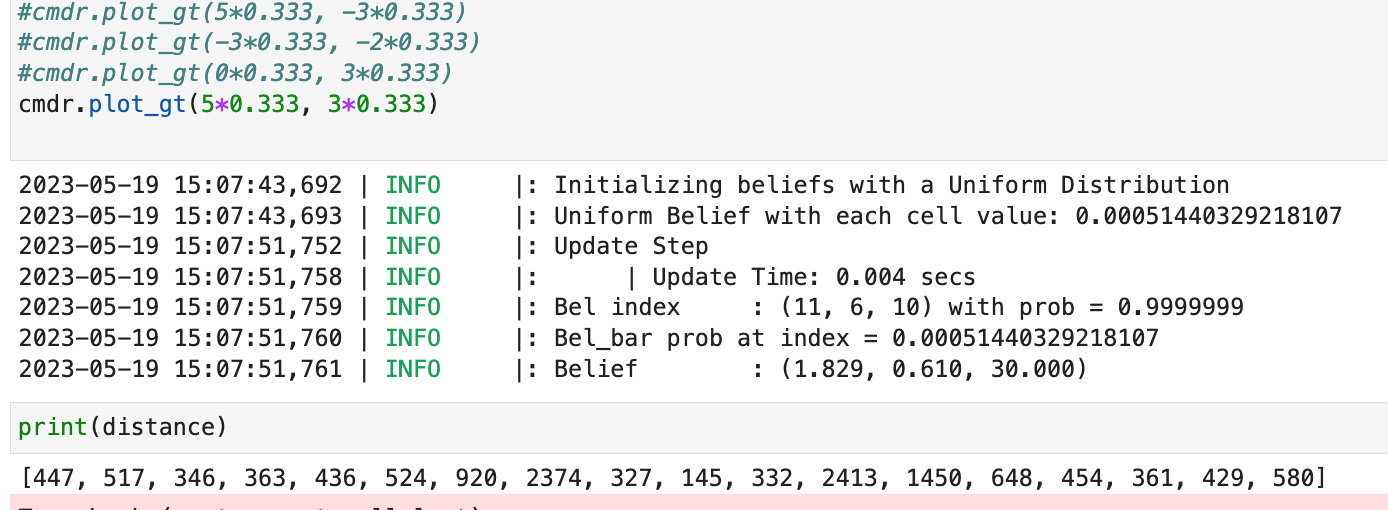 #cmdr.plot_gt(5*0.333, -3*0.333)
#cmdr.plot_gt(-3*0.333, -2*0.333)
#cmdr.plot_gt(0*0.333, 3*0.333)
cmdr.plot_gt(5*0.333, 3*0.333)
2023-05-19 15:07:43,692 | INFO     |: Initializing beliefs with a Uniform Distribution
2023-05-19 15:07:43,693 | INFO     |: Uniform Belief with each cell value: 0.00051440329218107
2023-05-19 15:07:51,752 | INFO     |: Update Step
2023-05-19 15:07:51,758 | INFO     |:     | Update Time: 0.004 secs
2023-05-19 15:07:51,759 | INFO     |: Bel index    : (11, 6, 10) with prob = 0.9999999
2023-05-19 15:07:51,760 | INFO     |: Bel_bar prob at index = 0.00051440329218107
2023-05-19 15:07:51,761 | INFO     |: Belief       : (1.829, 0.610, 30.000)
print(distance)
[447, 517, 346, 363, 436, 524, 920, 2374, 327, 145, 332, 2413, 1450, 648, 454, 361, 429, 580]